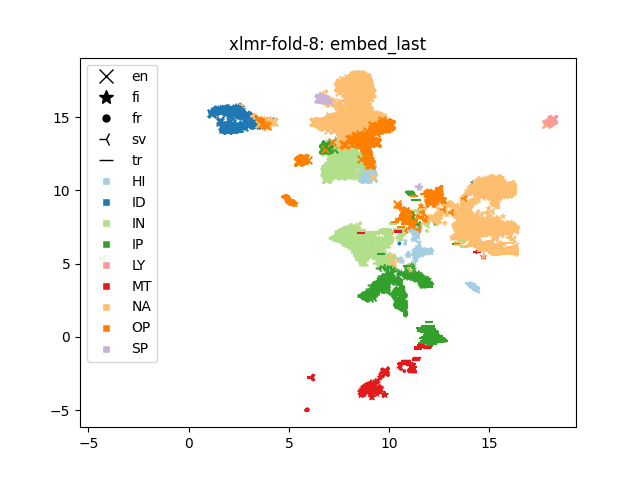 xlmr-fold-8: embed_last
en
fi
fr
sv
tr
HI
ID
IN
IP
LY
MT
NA
OP
SP
15
10
5
0
−5
−5
0
5
10
15